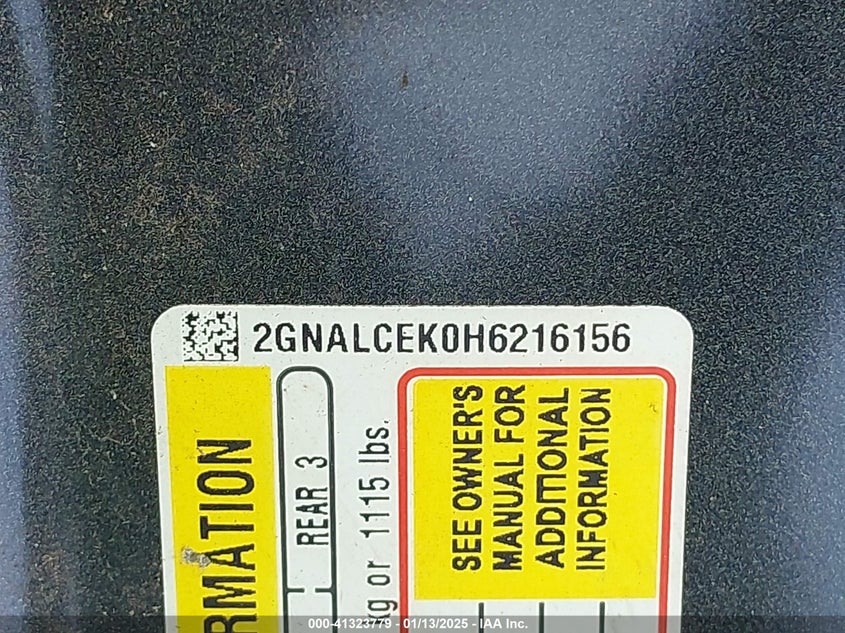 2GNALCEK0H6216156
RMATION
REAR 3
kg or 1115 lbs.
SEE OWNER'S
MANUAL FOR
ADDITIONAL
INFORMATION
000-41323779 - 01/13/2025 - IAA Inc.